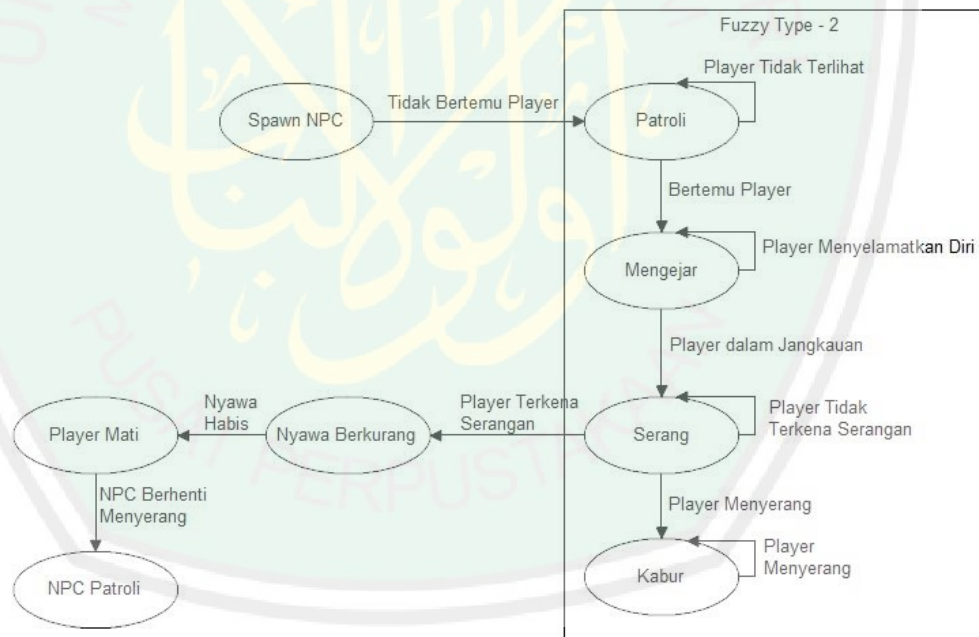 Fuzzy Type - 2
Player Tidak Terlihat
Spawn NPC
Tidak Bertemu Player
Patroli
Bertemu Player
Mengejar
Player Menyelamatkan Diri
Player dalam Jangkauan
Player Mati
Nyawa
Habis
Nyawa Berkurang
Player Terkena
Serangan
Serang
Player Tidak
Terkena Serangan
NPC Berhenti
Menyerang
Player Menyerang
NPC Patroli
Kabur
Player
Menyerang
PUSAT PERPUSTAKAAN